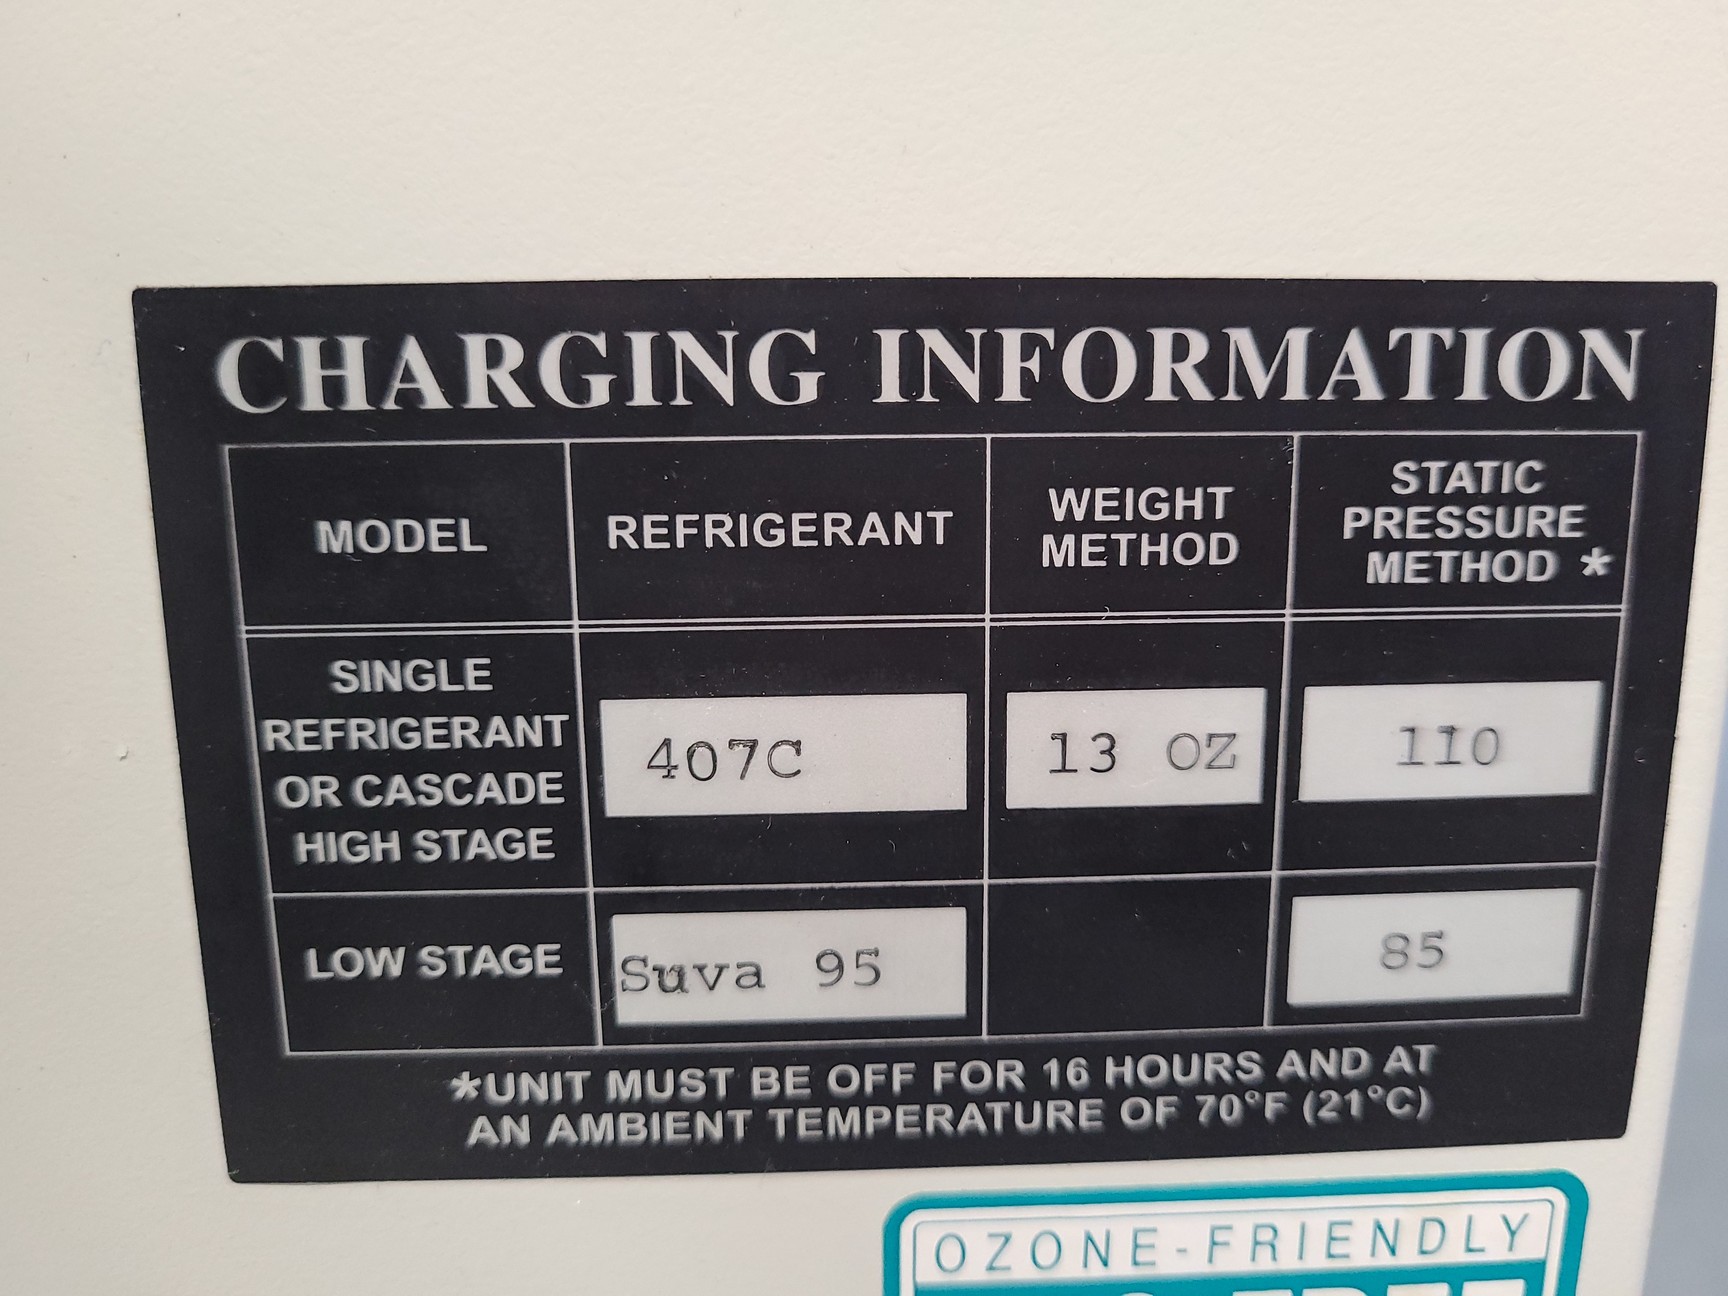 CHARGING INFORMATION
MODEL
REFRIGERANT
WEIGHT
METHOD
STATIC
PRESSURE
METHOD *
SINGLE
REFRIGERANT
OR CASCADE
HIGH STAGE
407C
13 OZ
110
LOW STAGE
Suva 95
85
*UNIT MUST BE OFF FOR 16 HOURS AND AT
AN AMBIENT TEMPERATURE OF 70°F (21°C)
OZONE-FRIENDLY